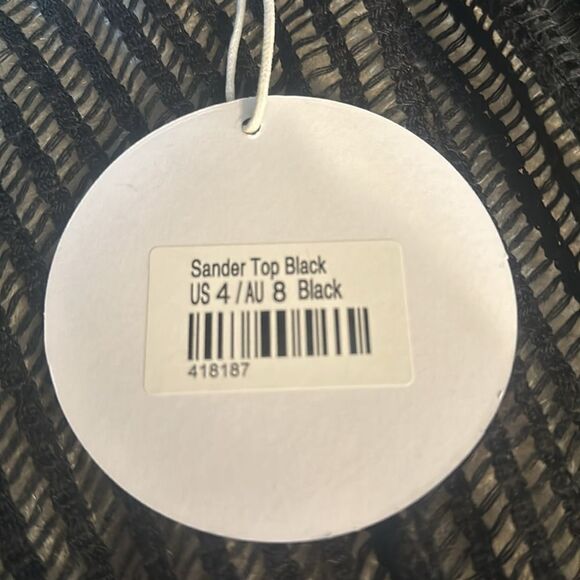 Sander Top Black
US 4 / AU 8 Black
418187